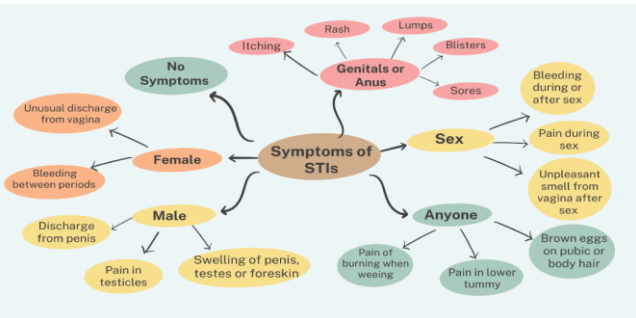 Lumps
Rash
Itching
Blisters
Genitals or
Anus
Sores
No
Symptoms
Bleeding
during or
after sex
Unusual discharge
from vagina
Symptoms of
STIs
Sex
Pain during
sex
Female
Bleeding
between periods
Unpleasant
smell from
vagina after
sex
Male
Anyone
Discharge
from penis
Swelling of penis,
testes or foreskin
Pain in
testicles
Pain of
burning when
weeing
Pain in lower
tummy
Brown eggs
on pubic or
body hair